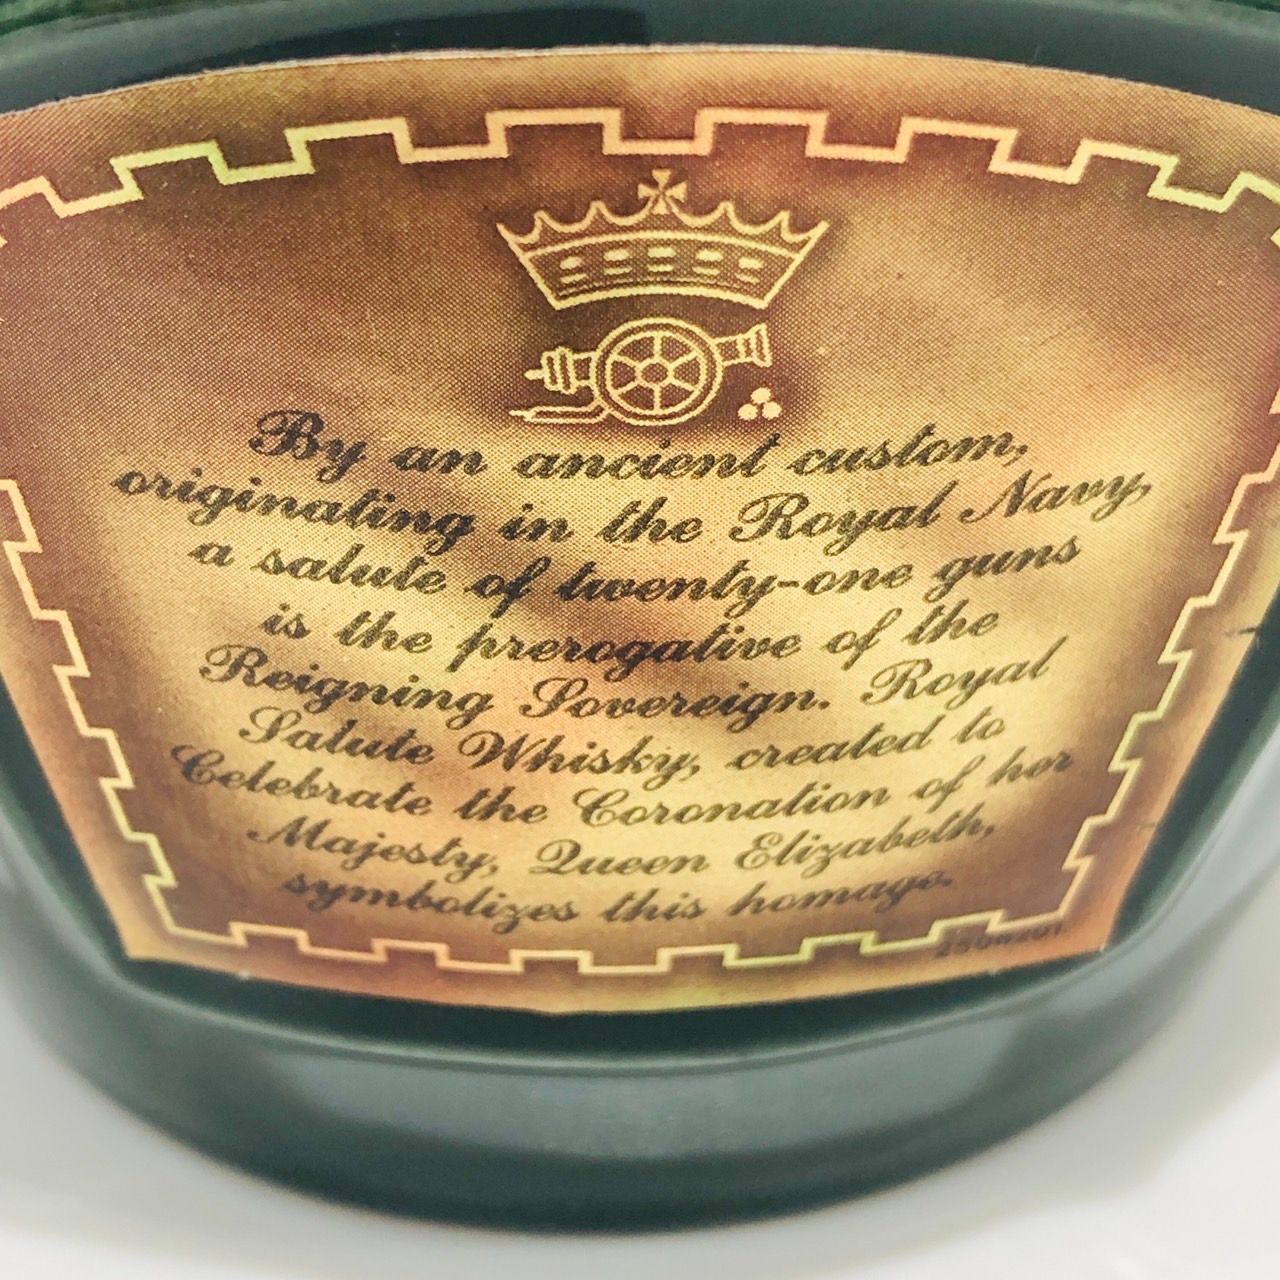 By an ancient custom,
originating in the Royal Navy,
a salute of twenty-one guns
is the prerogative of the
Reigning Sovereign. Royal
Salute Whisky, created to
Celebrate the Coronation of her
Majesty, Queen Elizabeth,
symbolizes this homage.